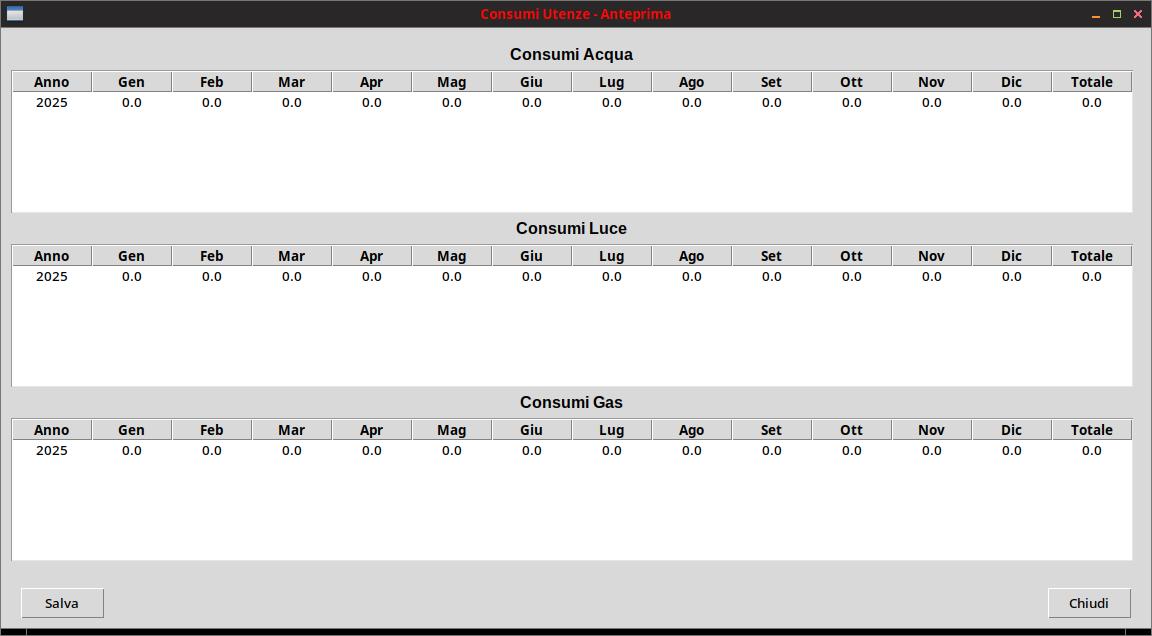 Consumi Utenze - Anteprima
Consumi Acqua
Anno Gen Feb Mar Apr Mag Giu Lug Ago Set Ott Nov Dic Totale
2025 0.0 0.0 0.0 0.0 0.0 0.0 0.0 0.0 0.0 0.0 0.0 0.0 0.0
Consumi Luce
Anno Gen Feb Mar Apr Mag Giu Lug Ago Set Ott Nov Dic Totale
2025 0.0 0.0 0.0 0.0 0.0 0.0 0.0 0.0 0.0 0.0 0.0 0.0 0.0
Consumi Gas
Anno Gen Feb Mar Apr Mag Giu Lug Ago Set Ott Nov Dic Totale
2025 0.0 0.0 0.0 0.0 0.0 0.0 0.0 0.0 0.0 0.0 0.0 0.0 0.0
Salva Chiudi